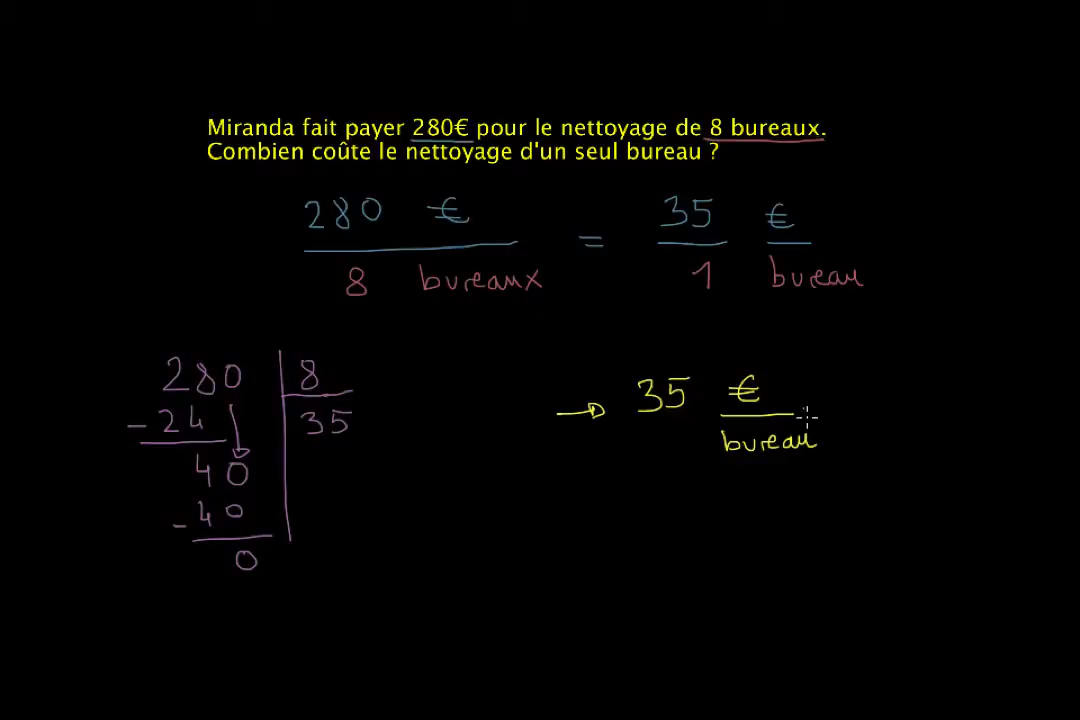 Miranda fait payer 280€ pour le nettoyage de 8 bureaux.
Combien coûte le nettoyage d'un seul bureau ?
280 € = 35 €
8 bureaux 1 bureau
280 8
- 24 35
40
- 40
0
→ 35 €
bureau